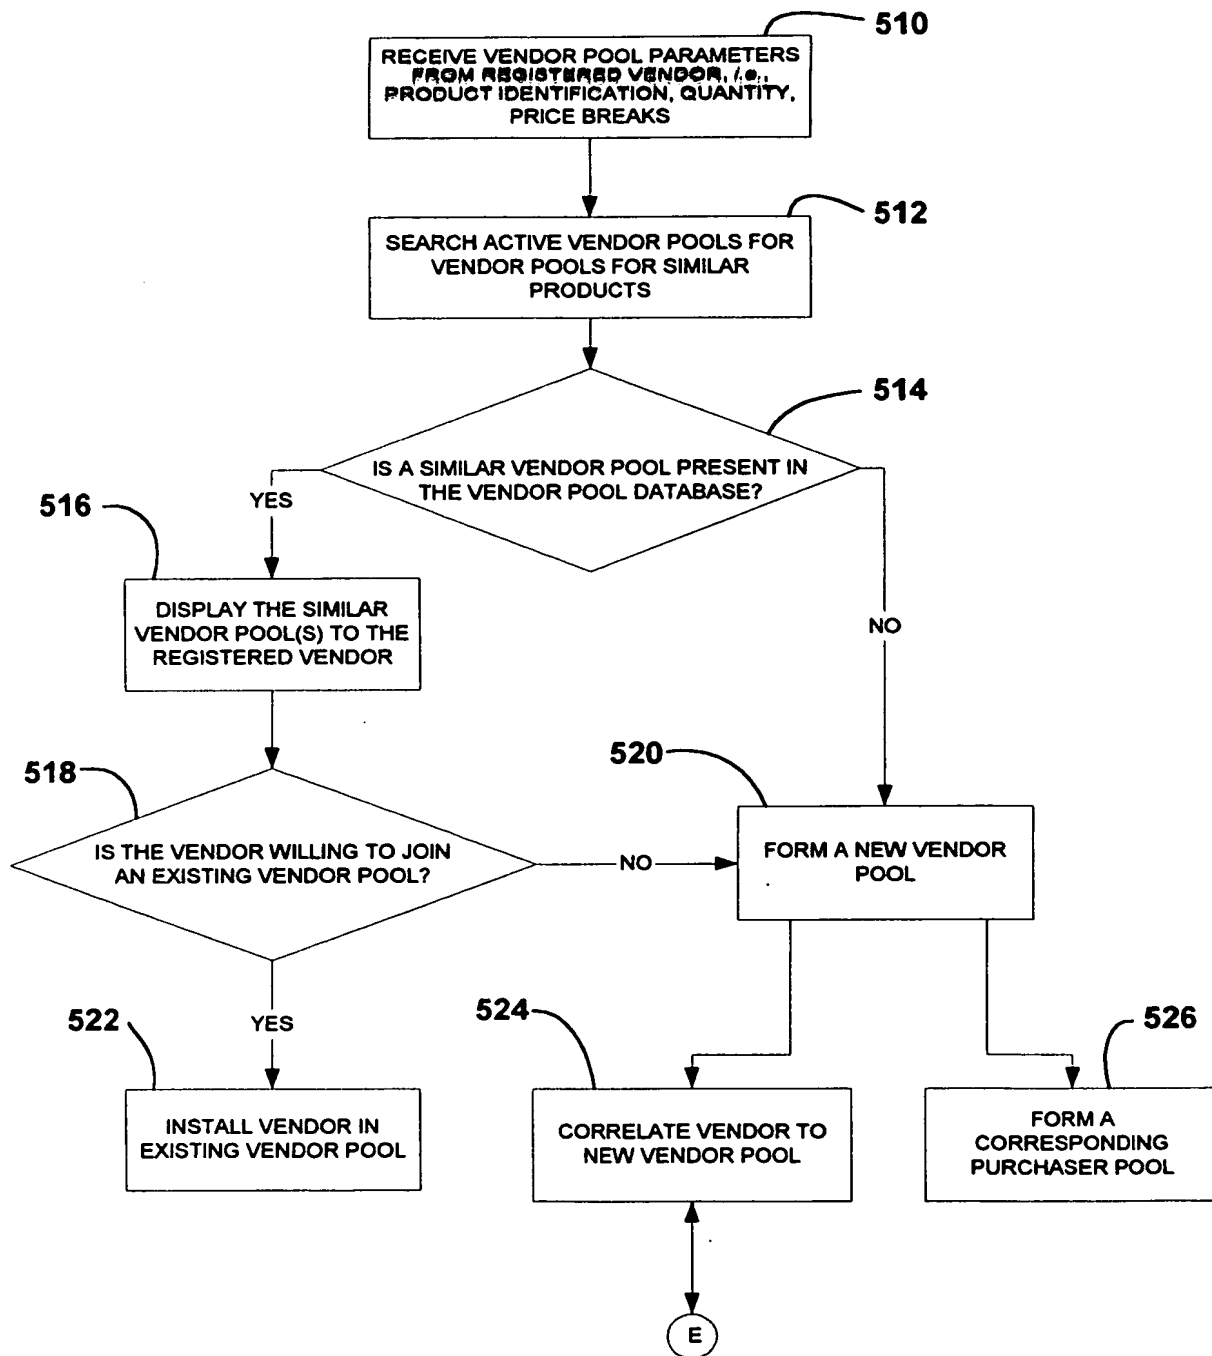 510
RECEIVE VENDOR POOL PARAMETERS
FROM REGISTERED VENDOR, i.e.,
PRODUCT IDENTIFICATION, QUANTITY,
PRICE BREAKS
512
SEARCH ACTIVE VENDOR POOLS FOR
VENDOR POOLS FOR SIMILAR
PRODUCTS
514
IS A SIMILAR VENDOR POOL PRESENT IN
THE VENDOR POOL DATABASE?
YES
516
DISPLAY THE SIMILAR
VENDOR POOL(S) TO THE
REGISTERED VENDOR
NO
518
IS THE VENDOR WILLING TO JOIN
AN EXISTING VENDOR POOL?
NO
520
FORM A NEW VENDOR
POOL
YES
522
INSTALL VENDOR IN
EXISTING VENDOR POOL
524
CORRELATE VENDOR TO
NEW VENDOR POOL
526
FORM A
CORRESPONDING
PURCHASER POOL
E